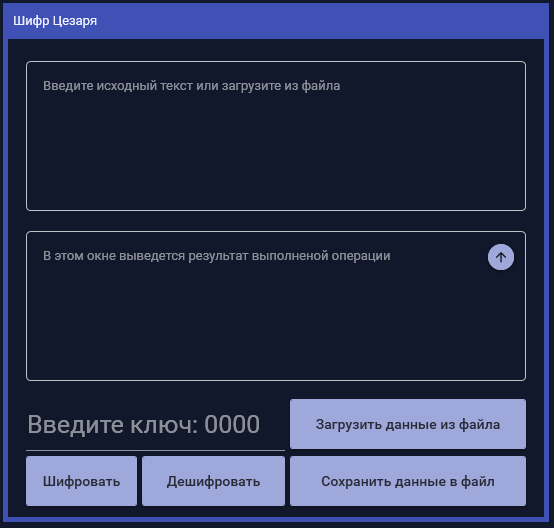 Шифр Цезаря
Введите исходный текст или загрузите из файла
В этом окне выведется результат выполненой операции
Введите ключ: 0000
Загрузить данные из файла
Шифровать
Дешифровать
Сохранить данные в файл